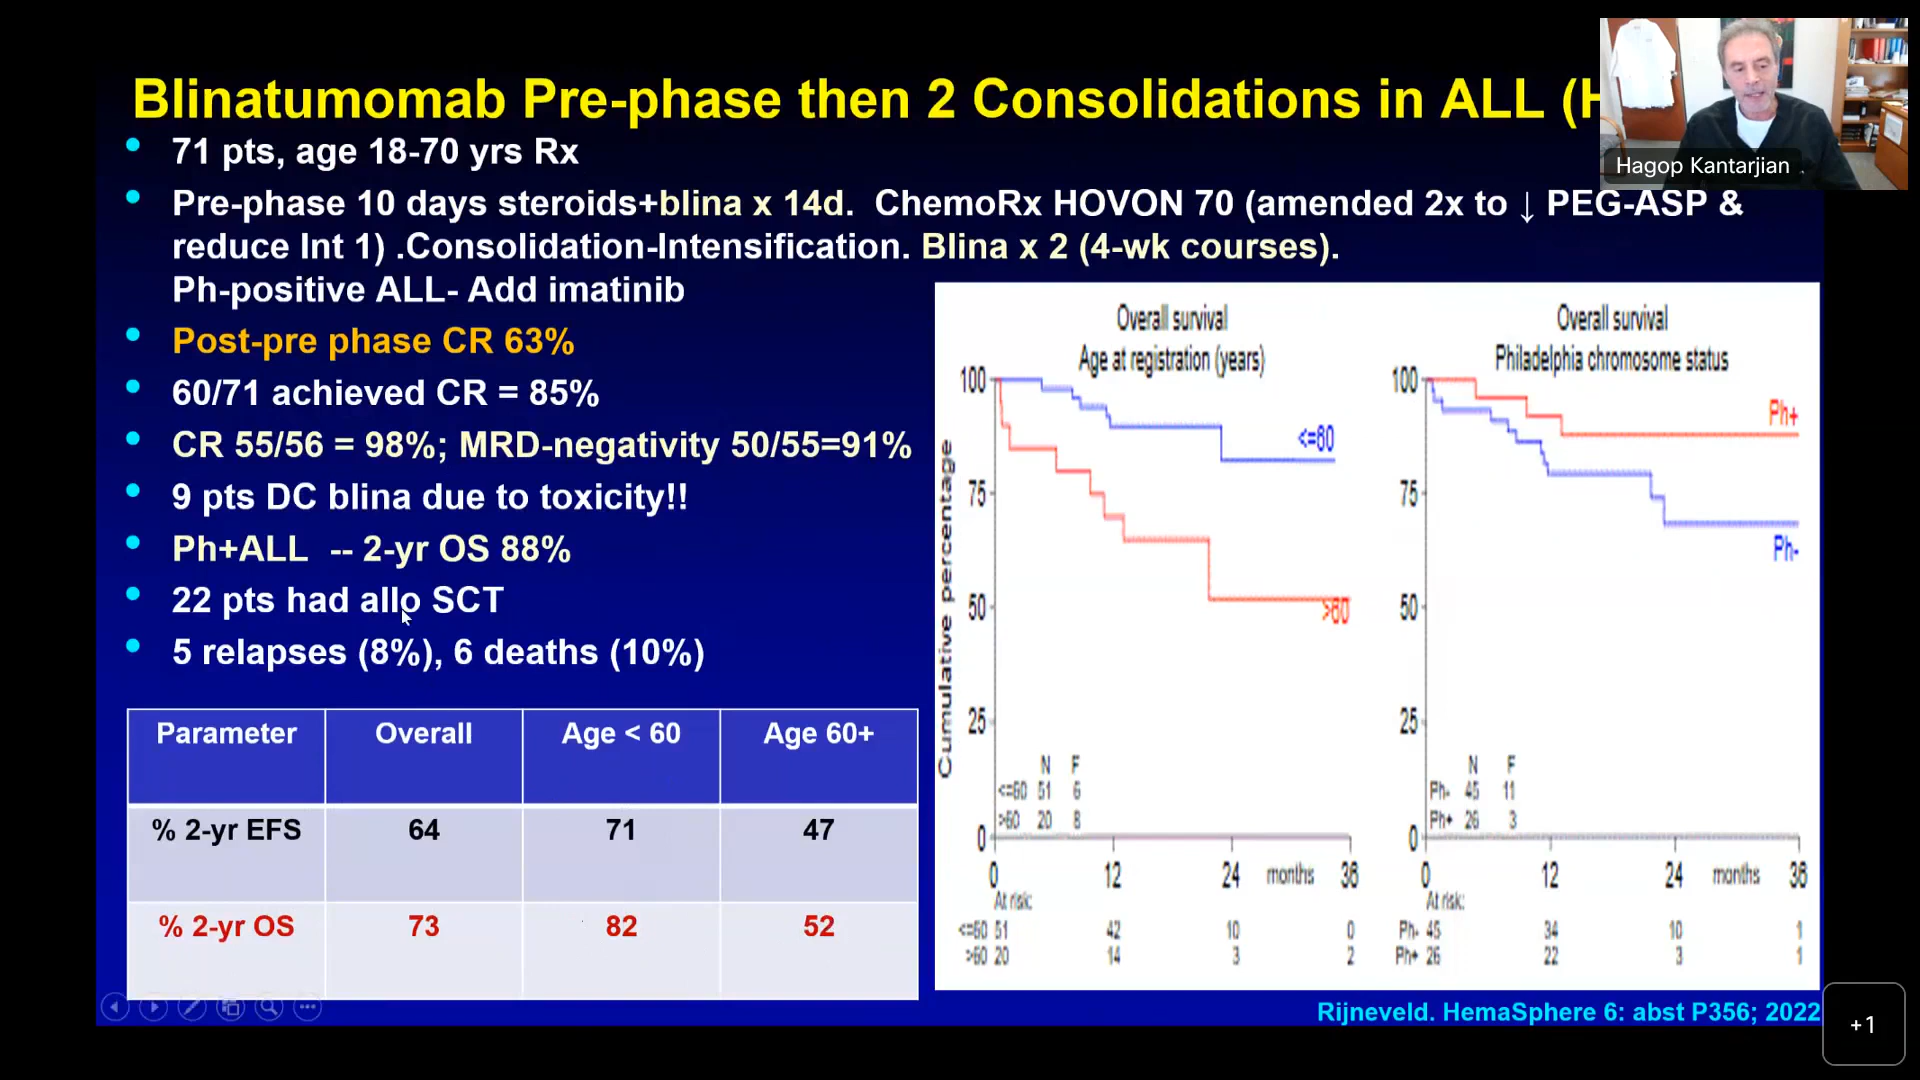 Blinatumomab Pre-phase then 2 Consolidations in ALL (H
Hagop Kantarjian
71 pts, age 18-70 yrs Rx
Pre-phase 10 days steroids+blina x 14d. ChemoRx HOVON 70 (amended 2x to ↓ PEG-ASP &
reduce Int 1) .Consolidation-Intensification. Blina x 2 (4-wk courses).
Ph-positive ALL- Add imatinib
Post-pre phase CR 63%
60/71 achieved CR = 85%
CR 55/56 = 98%; MRD-negativity 50/55=91%
9 pts DC blina due to toxicity!!
Ph+ALL -- 2-yr OS 88%
22 pts had allo SCT
5 relapses (8%), 6 deaths (10%)
Parameter Overall Age < 60 Age 60+
% 2-yr EFS 64 71 47
% 2-yr OS 73 82 52
Overall survival
Age at registration (years)
Cumulative percentage
100
75
50
25
0
<=60
>60
N F
<=60 51 6
>60 20 8
0 12 24 months 36
At risk:
<=60 51 42 10 0
>60 20 14 3 2
Overall survival
Philadelphia chromosome status
100
75
50
25
0
Ph+
Ph-
N F
Ph- 45 11
Ph+ 26 3
0 12 24 months 36
At risk:
Ph- 45 34 10 1
Ph+ 26 22 3 1
Rijneveld. HemaSphere 6: abst P356; 2022
+1